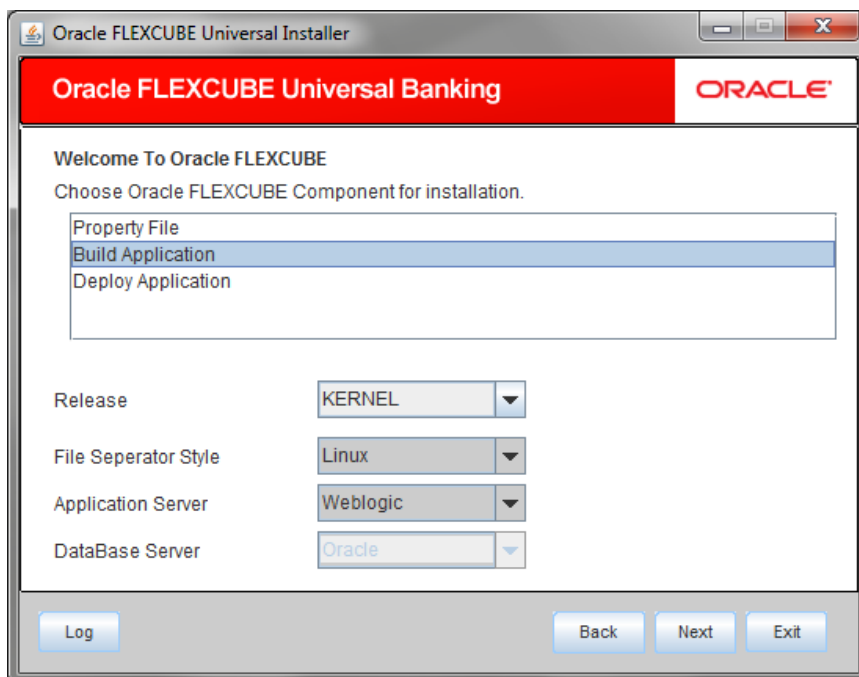 Oracle FLEXCUBE Universal Installer
Oracle FLEXCUBE Universal Banking
ORACLE
Welcome To Oracle FLEXCUBE
Choose Oracle FLEXCUBE Component for installation.
Property File
Build Application
Deploy Application
Release KERNEL
File Seperator Style Linux
Application Server Weblogic
DataBase Server Oracle
Log Back Next Exit